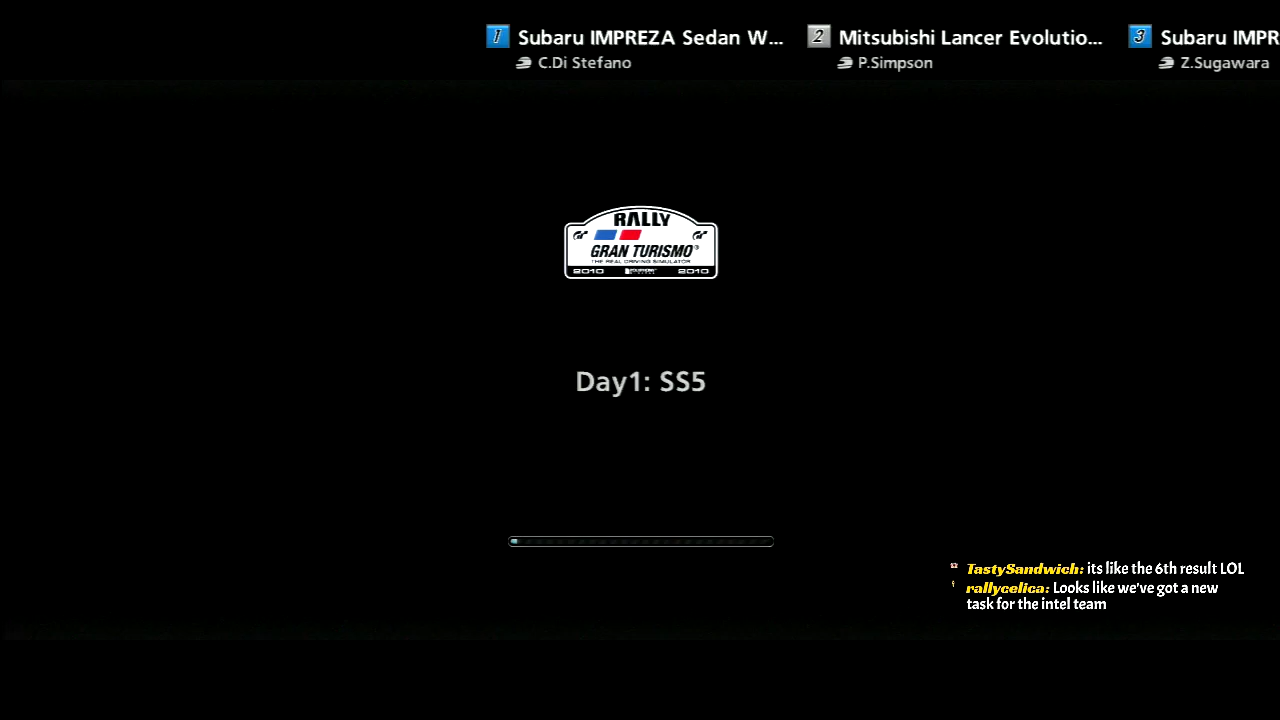 1 Subaru IMPREZA Sedan W... 2 Mitsubishi Lancer Evolutio... 3 Subaru IMPR
C.Di Stefano P.Simpson Z.Sugawara
RALLY
GRAN TURISMO®
THE REAL DRIVING SIMULATOR
2010 2010
Day1: SS5
TastySandwich: its like the 6th result LOL
rallycelica: Looks like we've got a new
task for the intel team